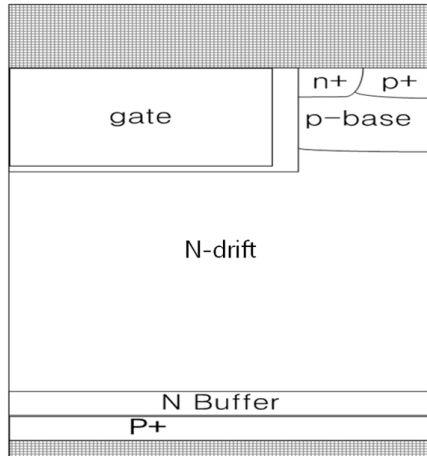 n+ p+
gate
p-base
N-drift
N Buffer
P+